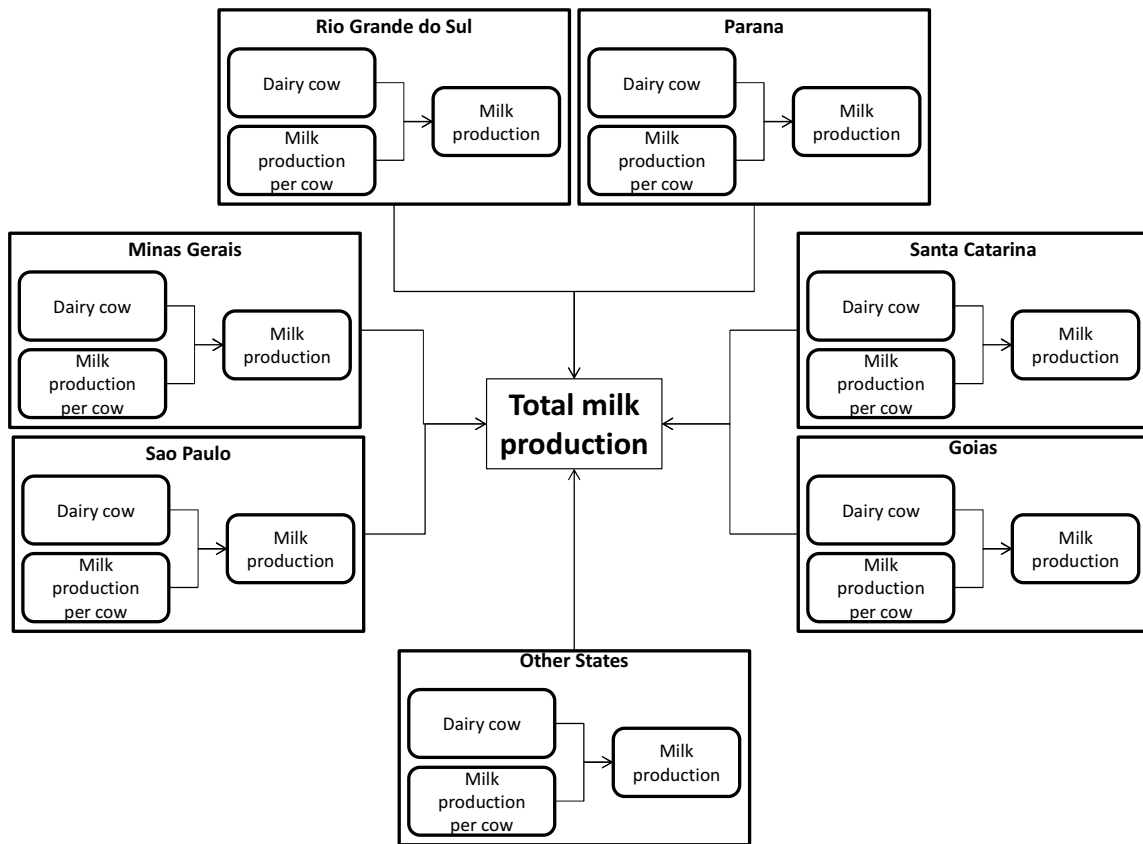 Rio Grande do Sul
Dairy cow
Milk
production
per cow
Milk
production
Parana
Dairy cow
Milk
production
per cow
Milk
production
Minas Gerais
Dairy cow
Milk
production
per cow
Milk
production
Santa Catarina
Dairy cow
Milk
production
per cow
Milk
production
Total milk
production
Sao Paulo
Dairy cow
Milk
production
per cow
Milk
production
Goias
Dairy cow
Milk
production
per cow
Milk
production
Other States
Dairy cow
Milk
production
per cow
Milk
production